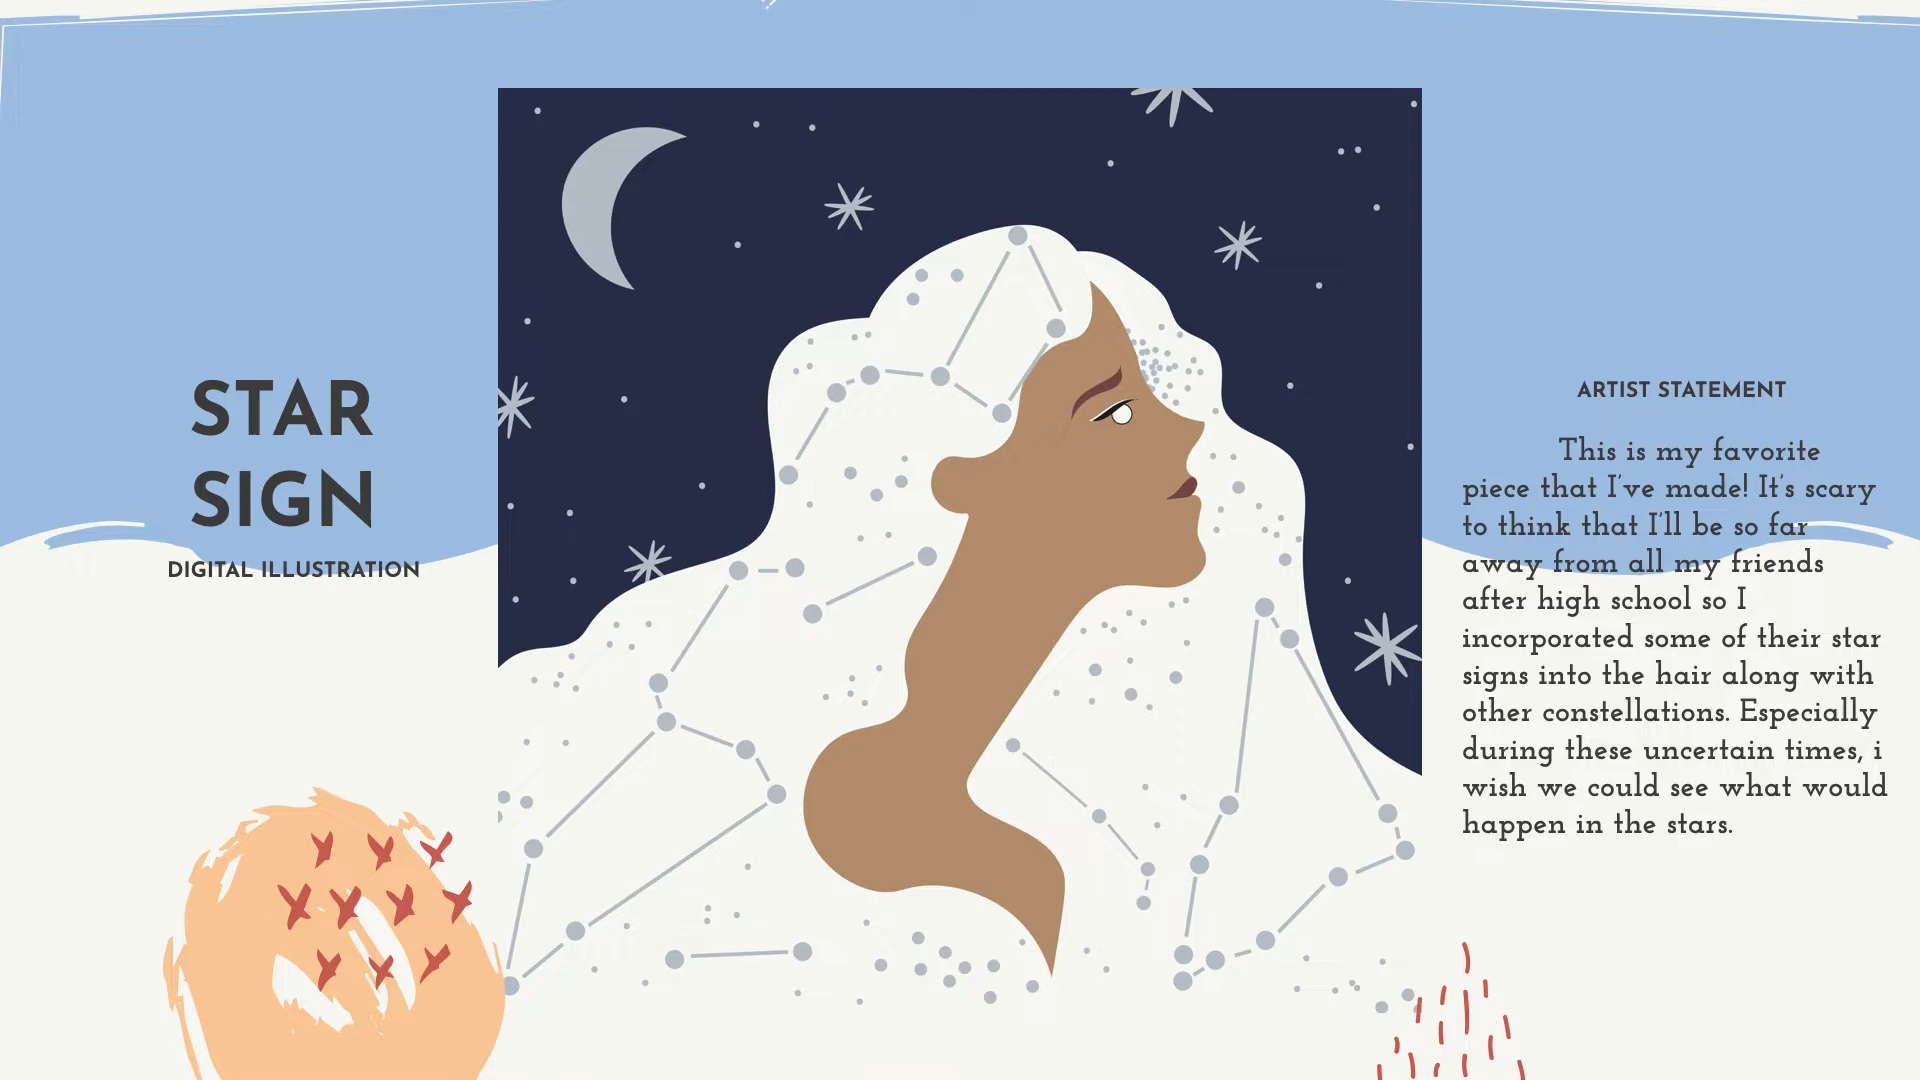 STAR
SIGN
DIGITAL ILLUSTRATION
ARTIST STATEMENT
This is my favorite
piece that I've made! It's scary
to think that I'll be so far
away from all my friends
after high school so I
incorporated some of their star
signs into the hair along with
other constellations. Especially
during these uncertain times, i
wish we could see what would
happen in the stars.